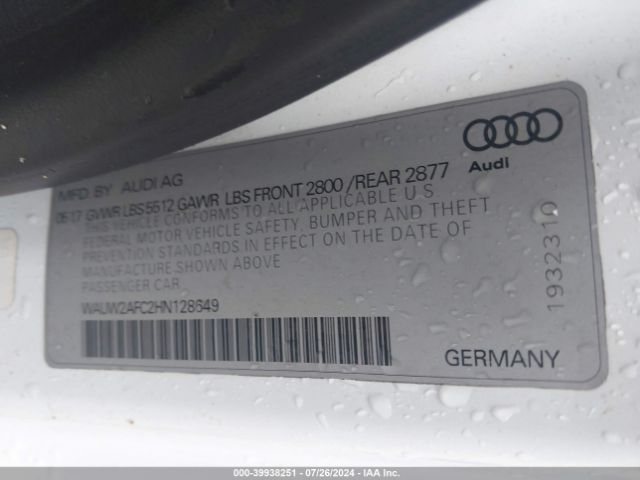 MFD. BY AUDI AG
05.17 GVWR LBS 5512 GAWR LBS FRONT 2800 /REAR 2877
THIS VEHICLE CONFORMS TO ALL APPLICABLE U S
FEDERAL MOTOR VEHICLE SAFETY, BUMPER AND THEFT
PREVENTION STANDARDS IN EFFECT ON THE DATE OF
MANUFACTURE SHOWN ABOVE
PASSENGER CAR
WAUW2AFC2HN128649
Audi
1932310
GERMANY
000-39938251 - 07/26/2024 - IAA Inc.